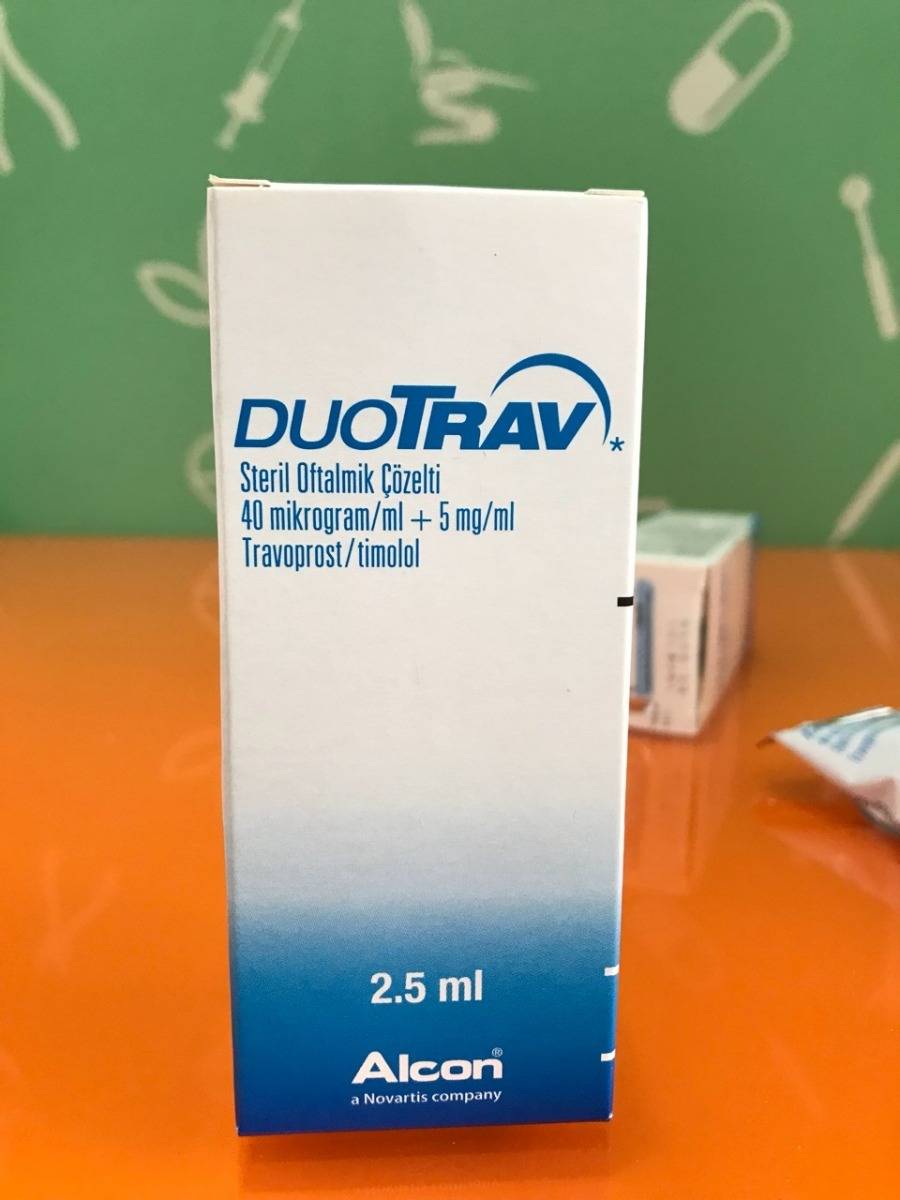 DUOTRAV*
Steril Oftalmik Çözelti
40 mikrogram/ml + 5 mg/ml
Travoprost/timolol
2.5 ml
Alcon®
a Novartis company